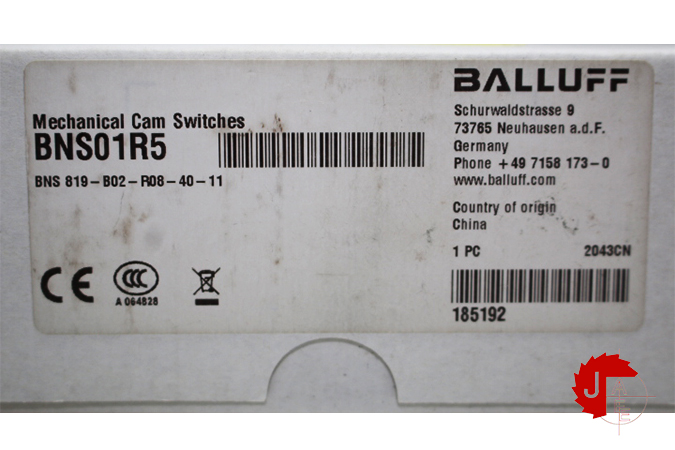 Mechanical Cam Switches
BNS01R5
BNS 819-B02-R08-40-11
CE
CCC
A 064828
BALLUFF
Schurwaldstrasse 9
73765 Neuhausen a.d.F.
Germany
Phone +49 7158 173-0
www.balluff.com
Country of origin
China
1 PC 2043CN
185192
J